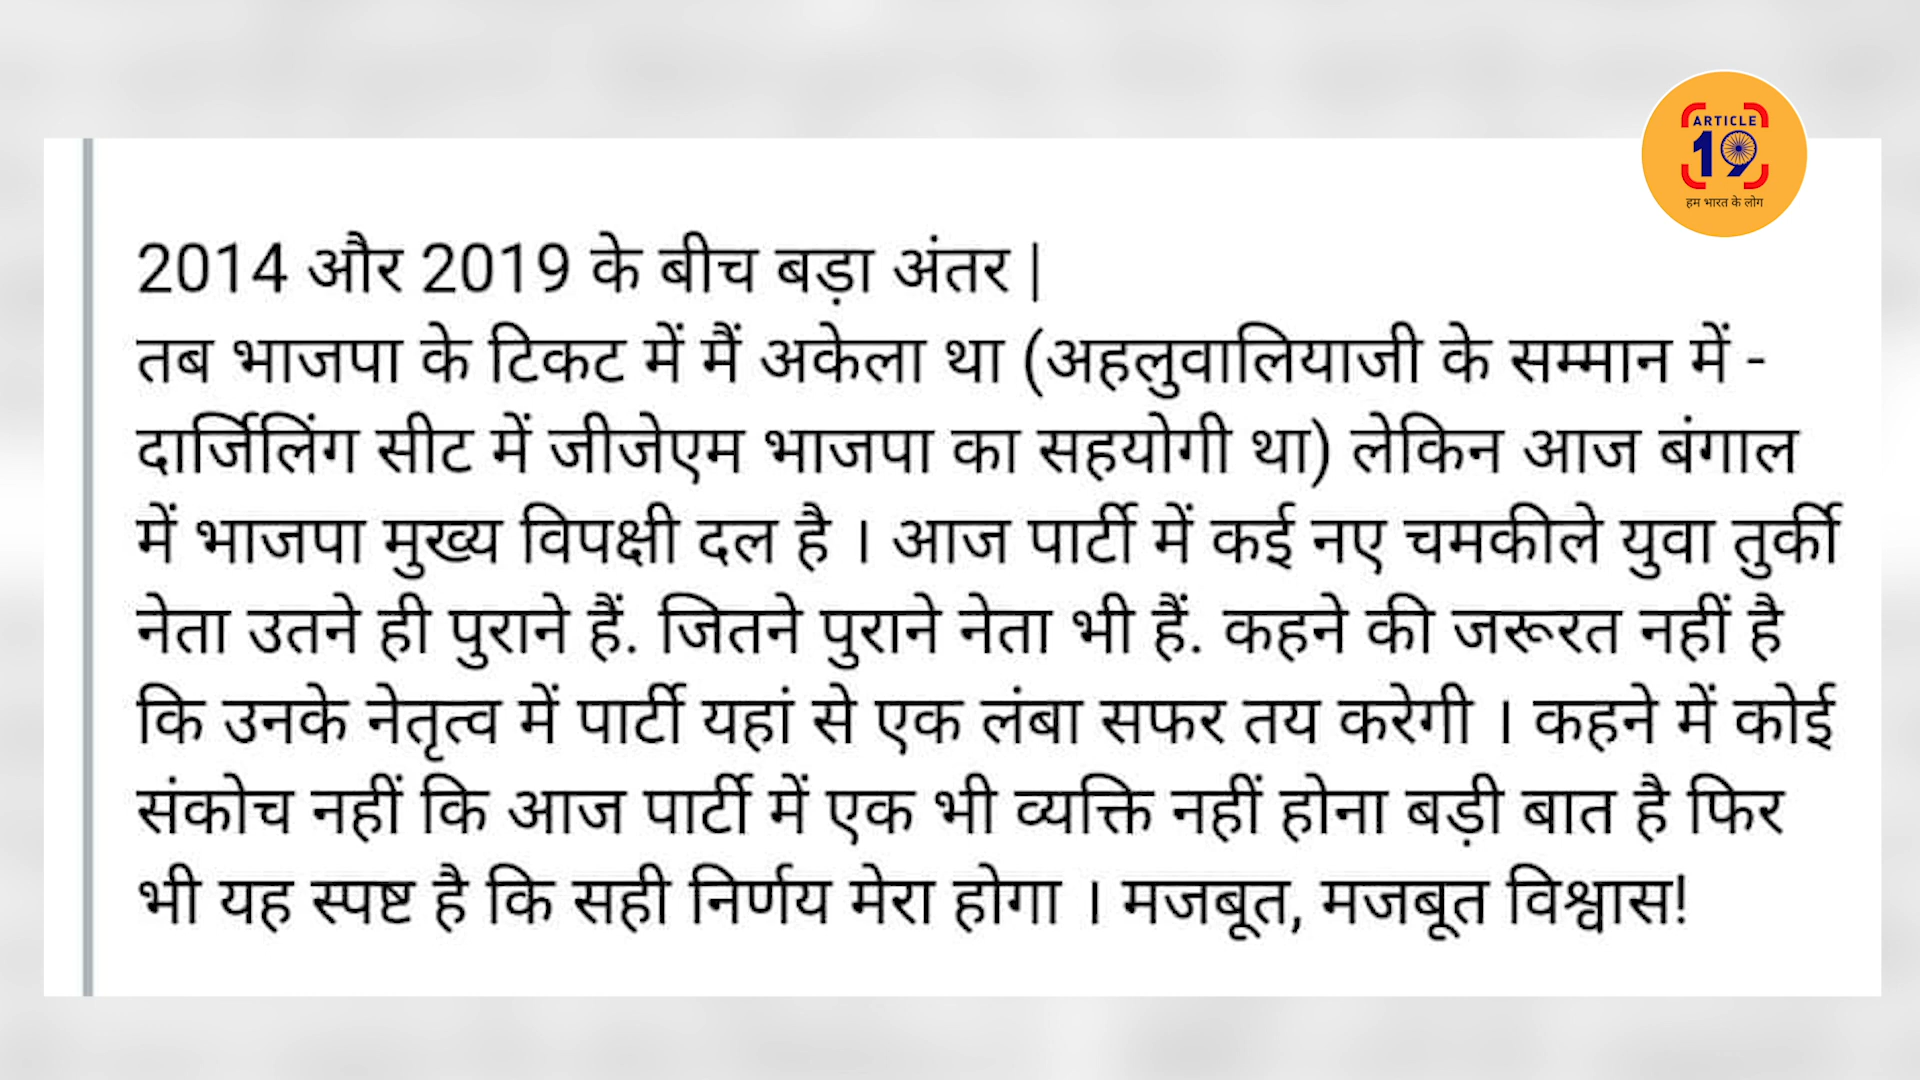 ARTICLE
19
हम भारत के लोग
2014 और 2019 के बीच बड़ा अंतर |
तब भाजपा के टिकट में मैं अकेला था (अहलुवालियाजी के सम्मान में -
दार्जिलिंग सीट में जीजेएम भाजपा का सहयोगी था) लेकिन आज बंगाल
में भाजपा मुख्य विपक्षी दल है । आज पार्टी में कई नए चमकीले युवा तुर्की
नेता उतने ही पुराने हैं. जितने पुराने नेता भी हैं. कहने की जरूरत नहीं है
कि उनके नेतृत्व में पार्टी यहां से एक लंबा सफर तय करेगी । कहने में कोई
संकोच नहीं कि आज पार्टी में एक भी व्यक्ति नहीं होना बड़ी बात है फिर
भी यह स्पष्ट है कि सही निर्णय मेरा होगा । मजबूत, मजबूत विश्वास!